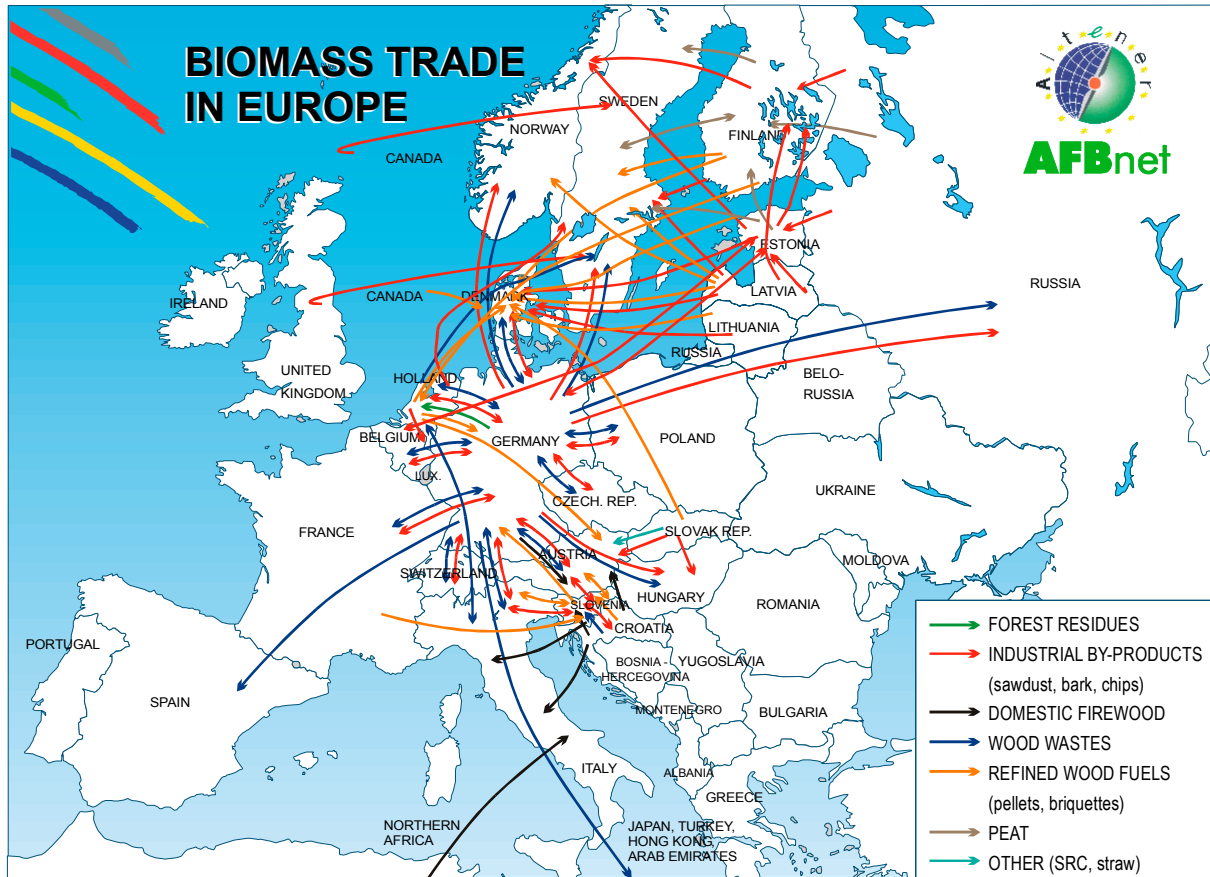 BIOMASS TRADE
IN EUROPE
Altener
AFBnet
SWEDEN
NORWAY
FINLAND
CANADA
ESTONIA
RUSSIA
LATVIA
IRELAND
CANADA
DENMARK
LITHUANIA
RUSSIA
UNITED
KINGDOM
HOLLAND
BELO-
RUSSIA
BELGIUM
GERMANY
POLAND
LUX.
CZECH. REP.
UKRAINE
FRANCE
SLOVAK REP.
AUSTRIA
MOLDOVA
SWITZERLAND
HUNGARY
SLOVENIA
ROMANIA
CROATIA
PORTUGAL
BOSNIA -
HERCEGOVINA
YUGOSLAVIA
SPAIN
MONTENEGRO
BULGARIA
ITALY
ALBANIA
GREECE
NORTHERN
AFRICA
JAPAN, TURKEY,
HONG KONG,
ARAB EMIRATES
FOREST RESIDUES
INDUSTRIAL BY-PRODUCTS
(sawdust, bark, chips)
DOMESTIC FIREWOOD
WOOD WASTES
REFINED WOOD FUELS
(pellets, briquettes)
PEAT
OTHER (SRC, straw)